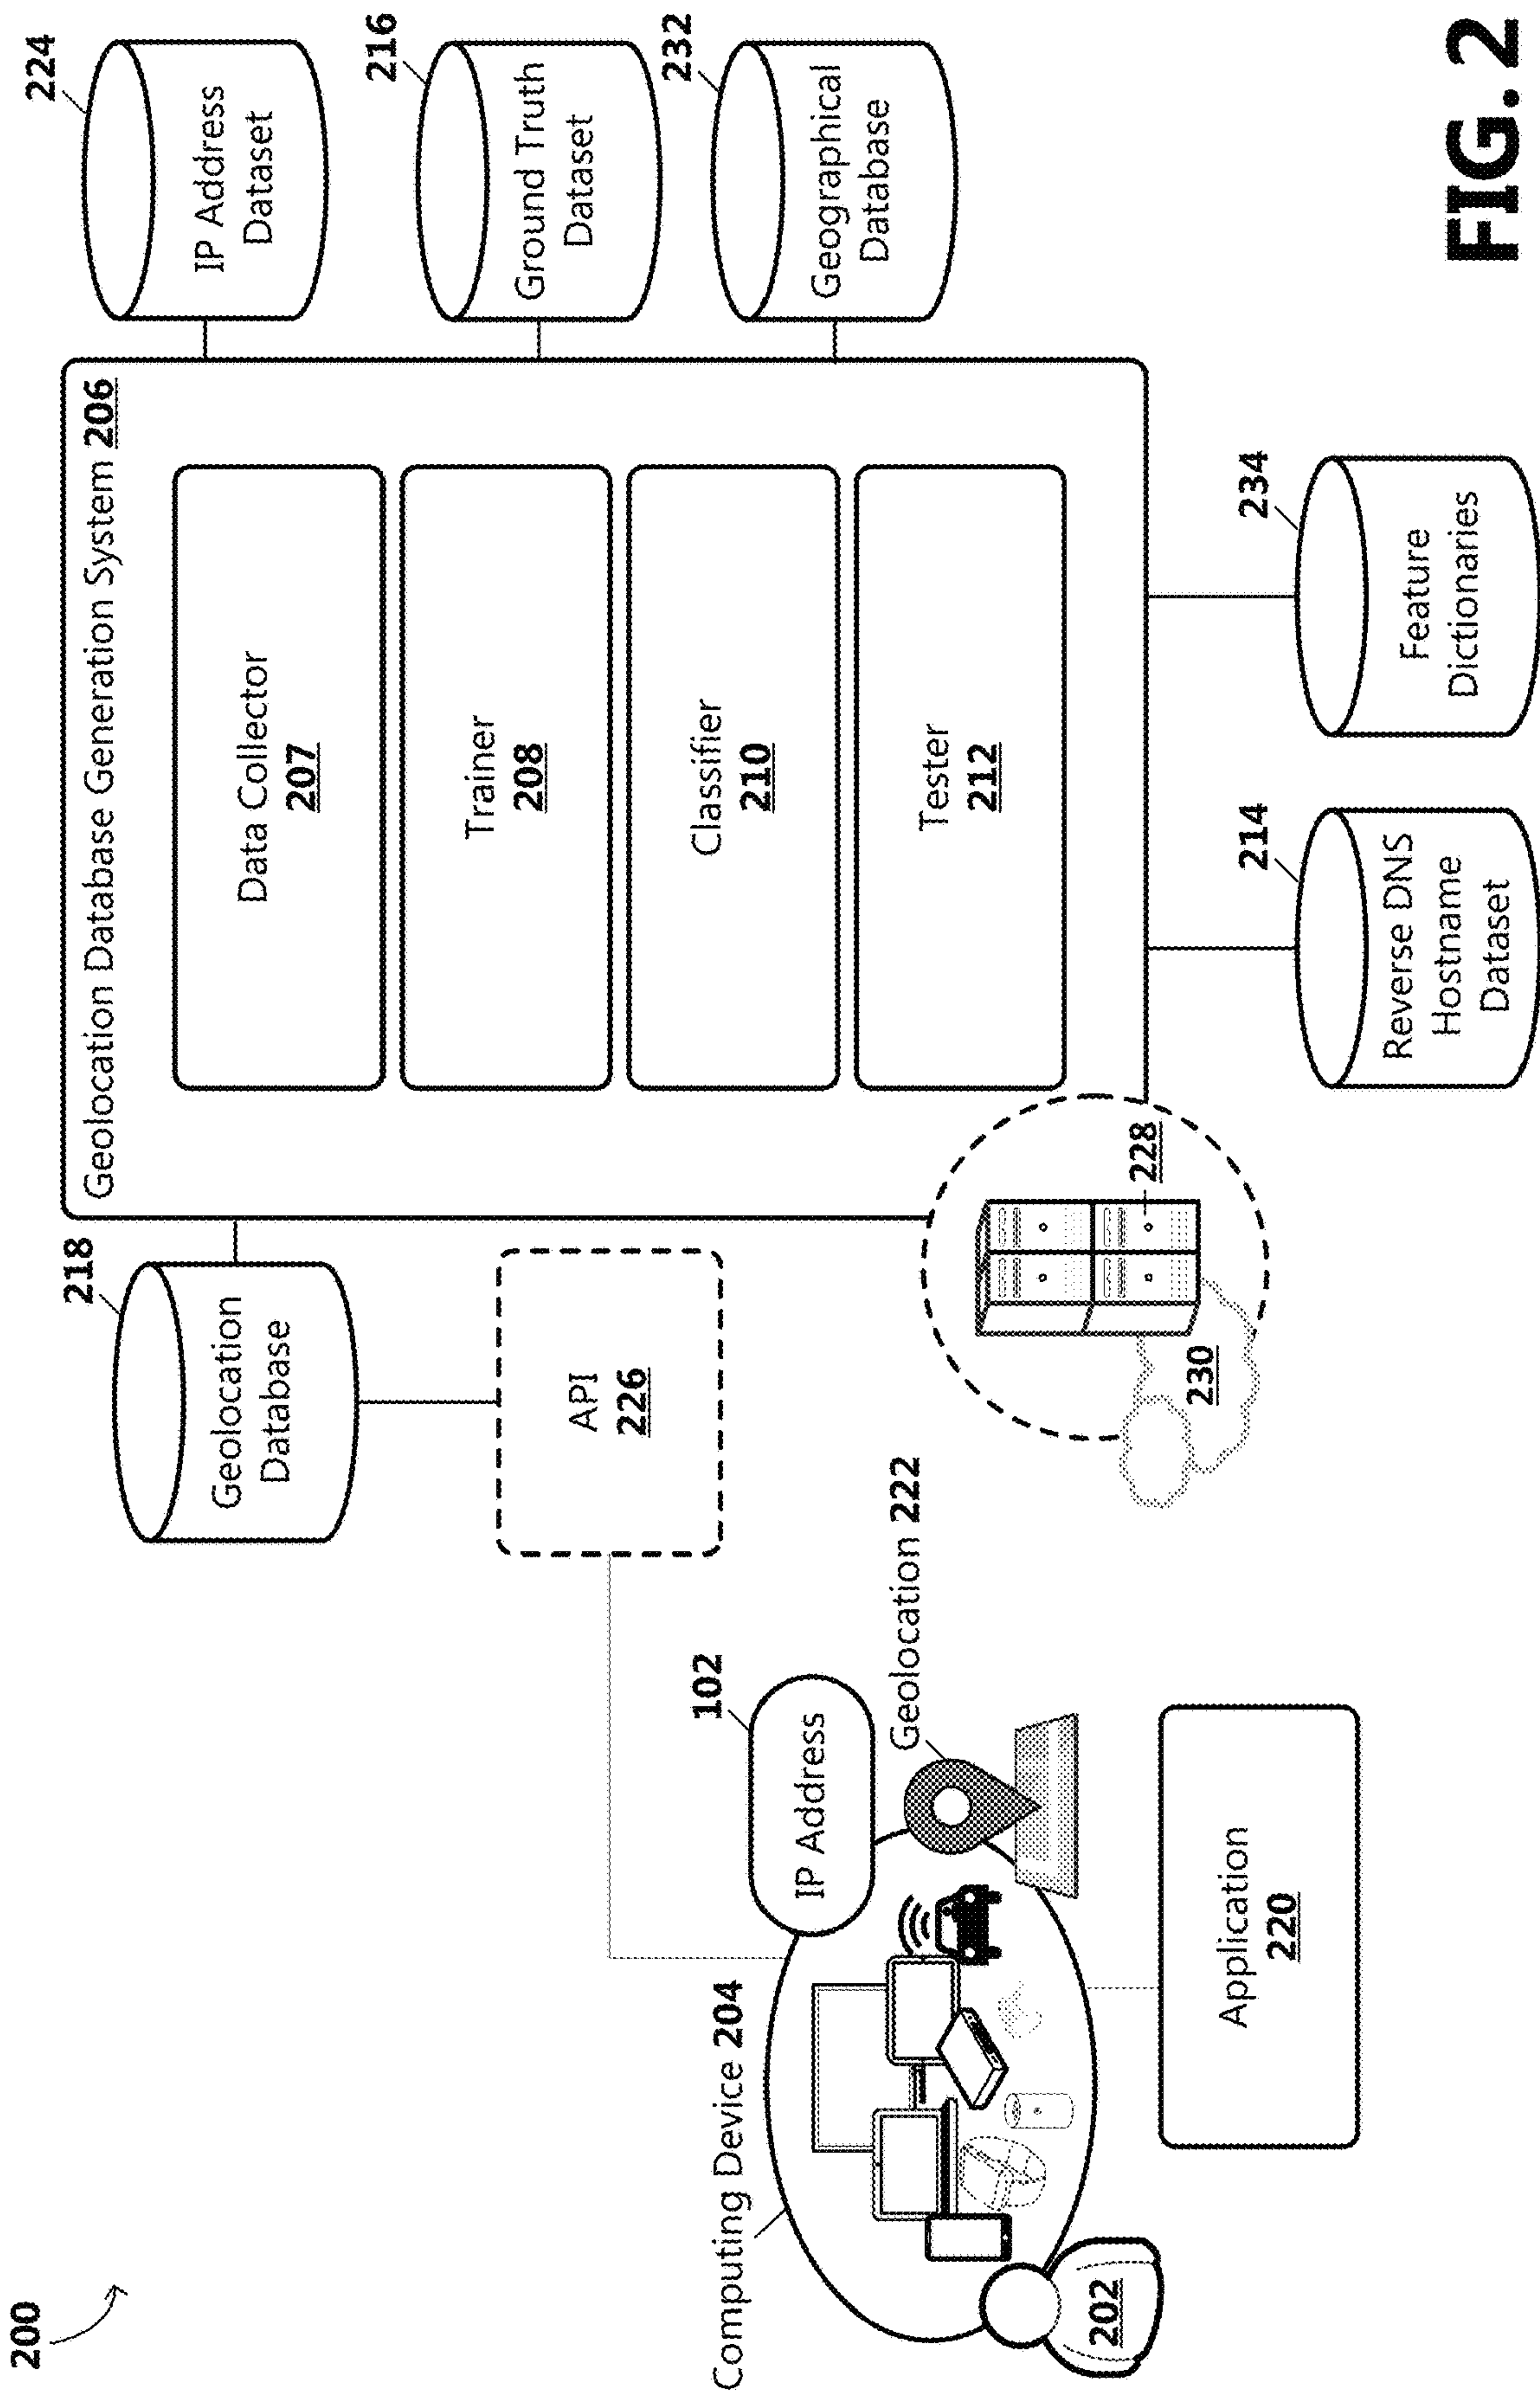 200
Computing Device 204
202
IP Address
102
Geolocation 222
Application
220
218
Geolocation
Database
API
226
228
230
Geolocation Database Generation System 206
Data Collector
207
Trainer
208
Classifier
210
Tester
212
224
IP Address
Dataset
216
Ground Truth
Dataset
232
Geographical
Database
214
Reverse DNS
Hostname
Dataset
234
Feature
Dictionaries
FIG. 2